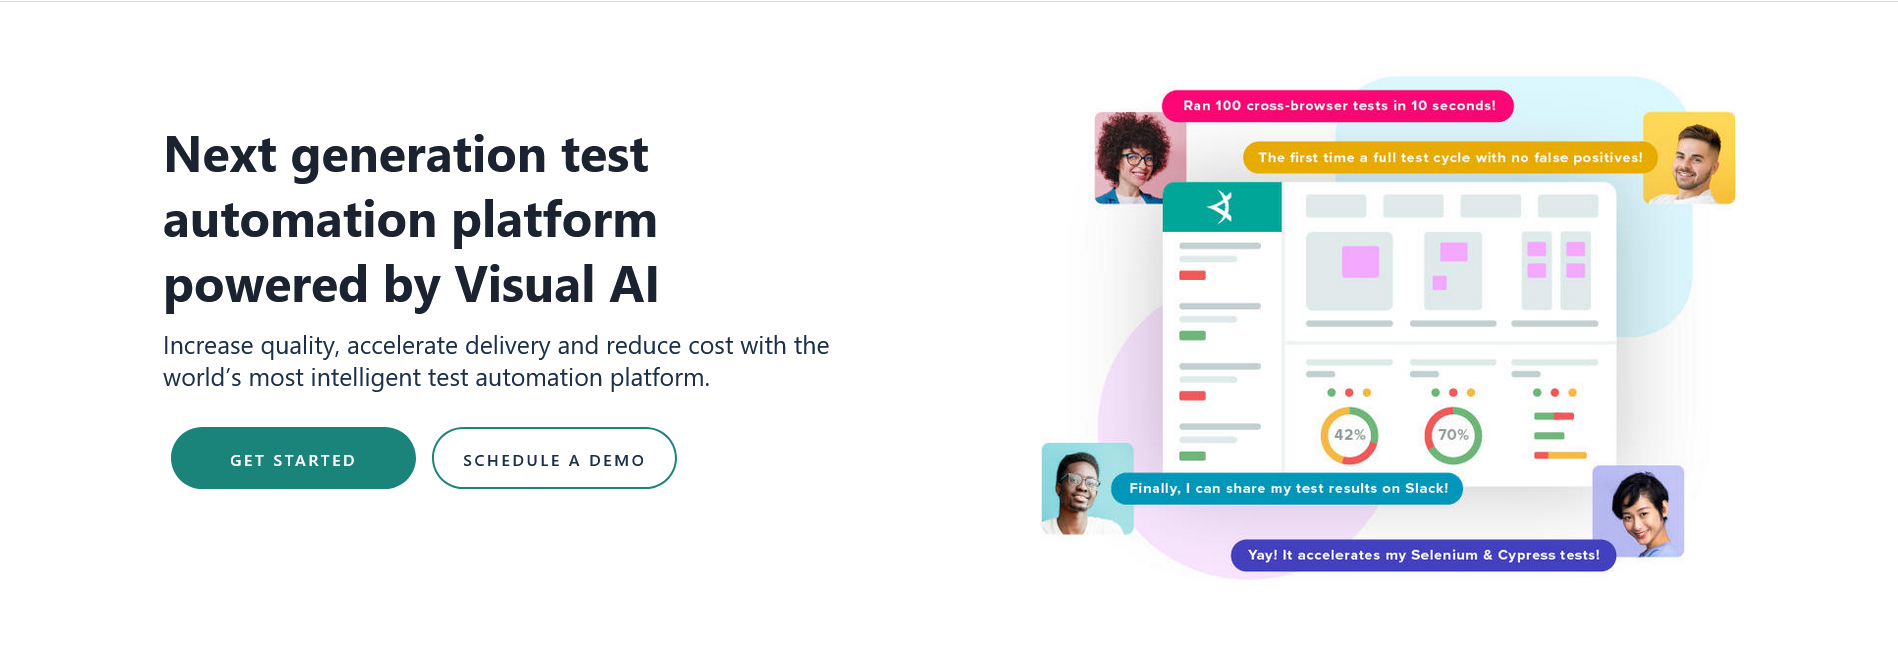 Next generation test
automation platform
powered by Visual AI
Increase quality, accelerate delivery and reduce cost with the
world’s most intelligent test automation platform.
GET STARTED
SCHEDULE A DEMO
Ran 100 cross-browser tests in 10 seconds!
The first time a full test cycle with no false positives!
42%
70%
Finally, I can share my test results on Slack!
Yay! It accelerates my Selenium & Cypress tests!